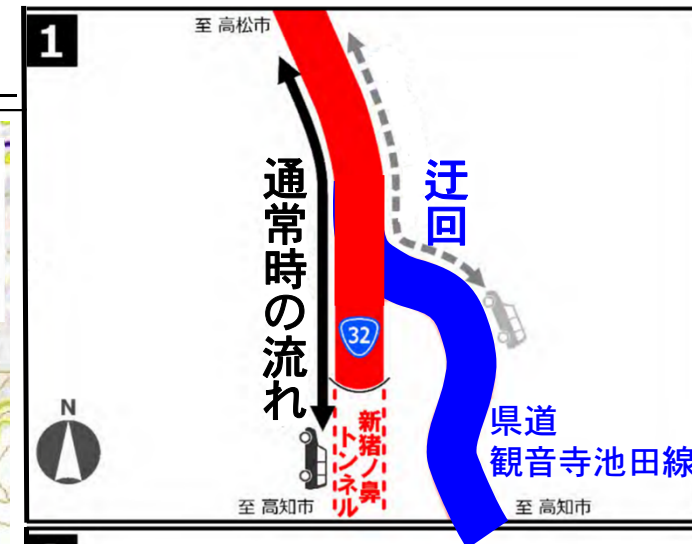 1
至 高松市
通常時の流れ
迂回
32
N
新猪ノ鼻
トンネル
県道
観音寺池田線
至 高知市
至 高知市